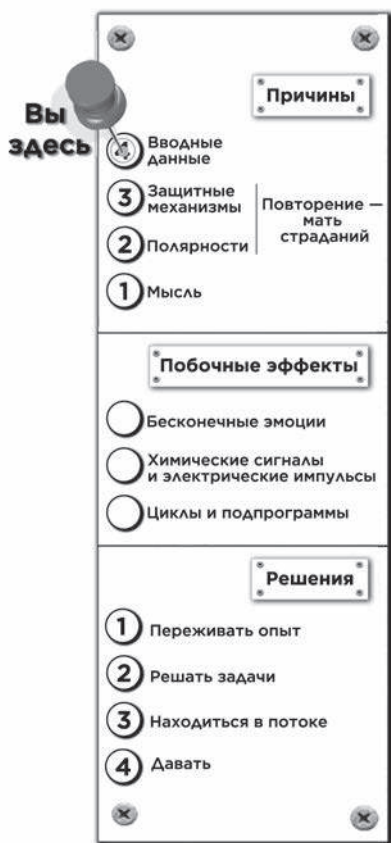 Причины
Вы
здесь
4 Вводные
данные
3 Защитные
механизмы
2 Полярности
Повторение —
мать
страданий
1 Мысль
Побочные эффекты
Бесконечные эмоции
Химические сигналы
и электрические импульсы
Циклы и подпрограммы
Решения
1 Переживать опыт
2 Решать задачи
3 Находиться в потоке
4 Давать